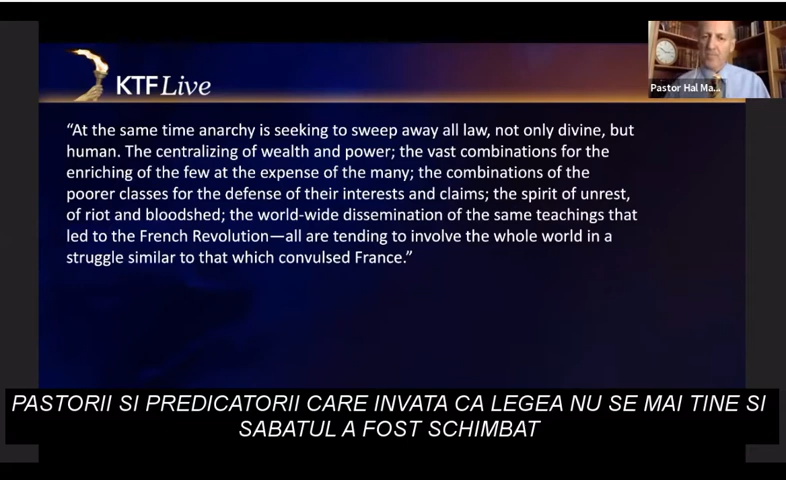 KTF Live
Pastor Hal Ma...
“At the same time anarchy is seeking to sweep away all law, not only divine, but
human. The centralizing of wealth and power; the vast combinations for the
enriching of the few at the expense of the many; the combinations of the
poorer classes for the defense of their interests and claims; the spirit of unrest,
of riot and bloodshed; the world-wide dissemination of the same teachings that
led to the French Revolution—all are tending to involve the whole world in a
struggle similar to that which convulsed France.”
PASTORII SI PREDICATORII CARE INVATA CA LEGEA NU SE MAI TINE SI
SABATUL A FOST SCHIMBAT